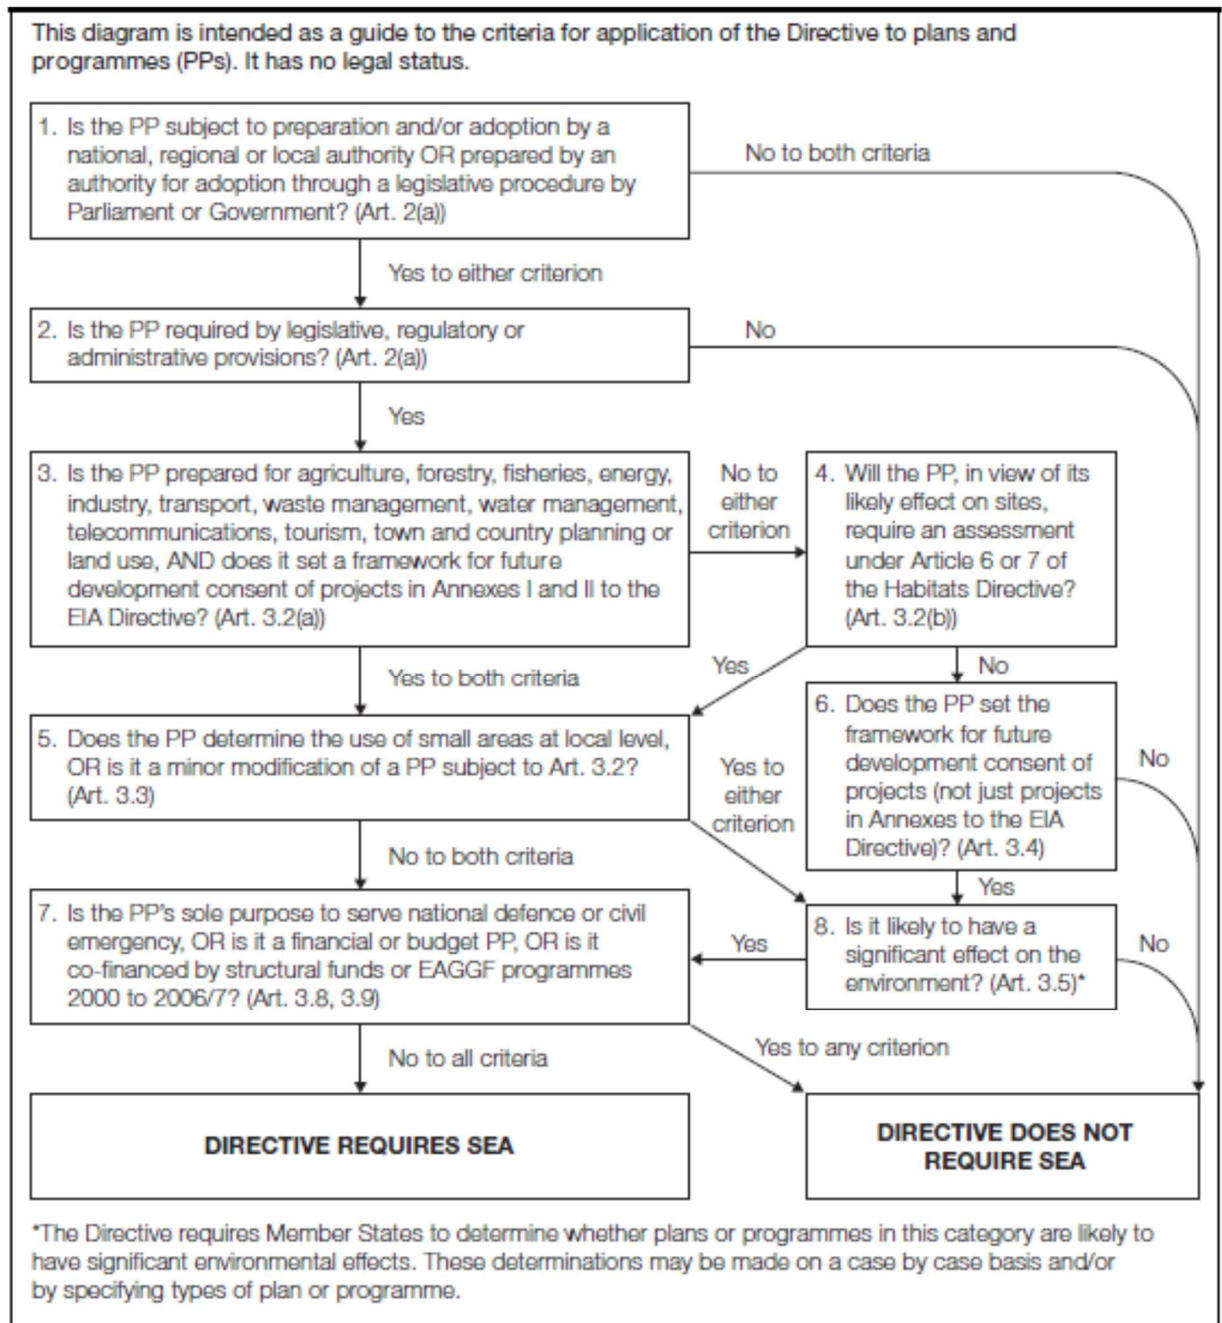 This diagram is intended as a guide to the criteria for application of the Directive to plans and
programmes (PPs). It has no legal status.
1. Is the PP subject to preparation and/or adoption by a
national, regional or local authority OR prepared by an
authority for adoption through a legislative procedure by
Parliament or Government? (Art. 2(a))
No to both criteria
Yes to either criterion
2. Is the PP required by legislative, regulatory or
administrative provisions? (Art. 2(a))
No
Yes
3. Is the PP prepared for agriculture, forestry, fisheries, energy,
industry, transport, waste management, water management,
telecommunications, tourism, town and country planning or
land use, AND does it set a framework for future
development consent of projects in Annexes I and II to the
EIA Directive? (Art. 3.2(a))
No to
either
criterion
4. Will the PP, in view of its
likely effect on sites,
require an assessment
under Article 6 or 7 of
the Habitats Directive?
(Art. 3.2(b))
Yes to both criteria
Yes
No
5. Does the PP determine the use of small areas at local level,
OR is it a minor modification of a PP subject to Art. 3.2?
(Art. 3.3)
Yes to
either
criterion
6. Does the PP set the
framework for future
development consent of
projects (not just projects
in Annexes to the EIA
Directive)? (Art. 3.4)
No
No to both criteria
Yes
7. Is the PP's sole purpose to serve national defence or civil
emergency, OR is it a financial or budget PP, OR is it
co-financed by structural funds or EAGGF programmes
2000 to 2006/7? (Art. 3.8, 3.9)
Yes
8. Is it likely to have a
significant effect on the
environment? (Art. 3.5)*
No
No to all criteria
Yes to any criterion
DIRECTIVE REQUIRES SEA
DIRECTIVE DOES NOT
REQUIRE SEA
*The Directive requires Member States to determine whether plans or programmes in this category are likely to
have significant environmental effects. These determinations may be made on a case by case basis and/or
by specifying types of plan or programme.